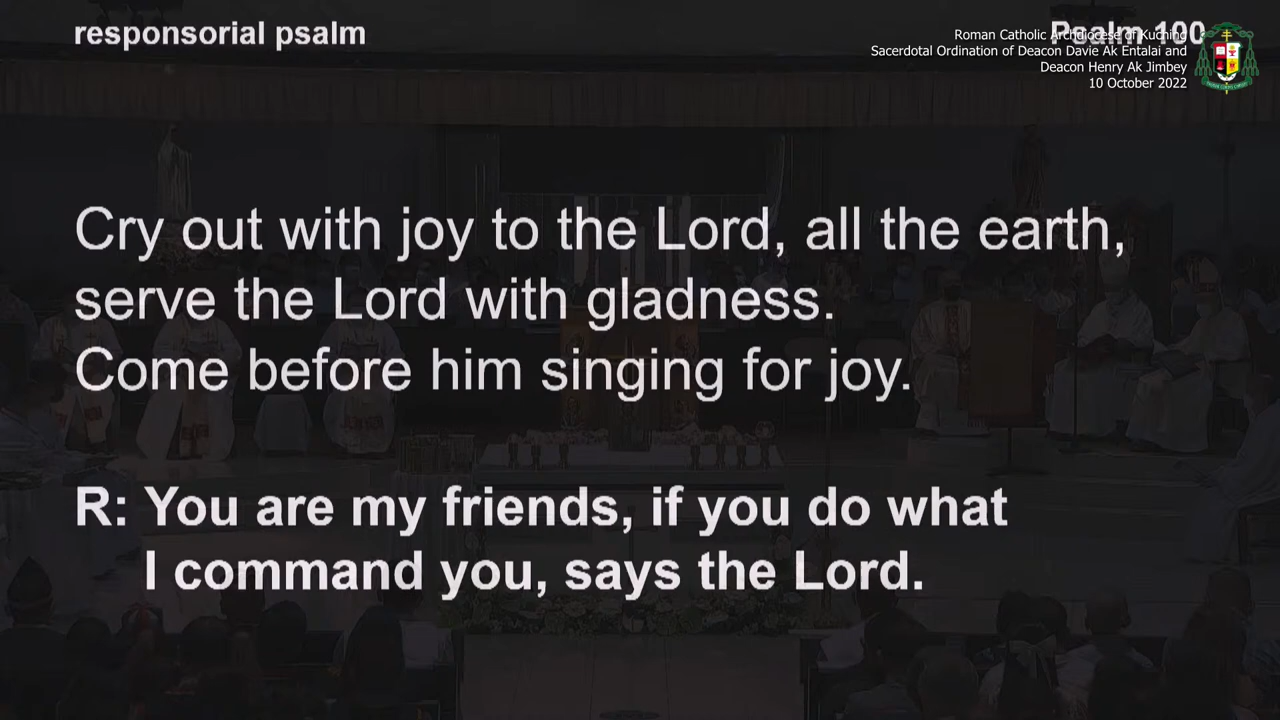 responsorial psalm
Psalm 100
Roman Catholic Archdiocese of Kuching
Sacerdotal Ordination of Deacon Davie Ak Entalai and
Deacon Henry Ak Jimbey
10 October 2022
Cry out with joy to the Lord, all the earth,
serve the Lord with gladness.
Come before him singing for joy.
R: You are my friends, if you do what
I command you, says the Lord.